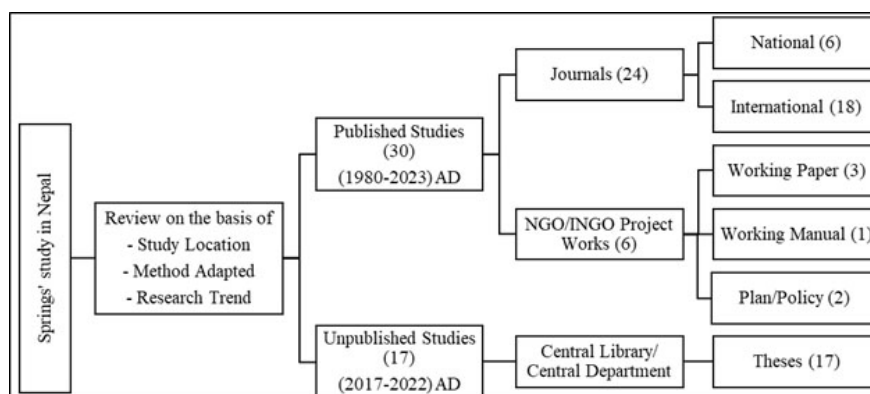 Springs' study in Nepal
Review on the basis of
- Study Location
- Method Adapted
- Research Trend
Published Studies
(30)
(1980-2023) AD
Journals (24)
National (6)
International (18)
NGO/INGO Project
Works (6)
Working Paper (3)
Working Manual (1)
Plan/Policy (2)
Unpublished Studies
(17)
(2017-2022) AD
Central Library/
Central Department
Theses (17)